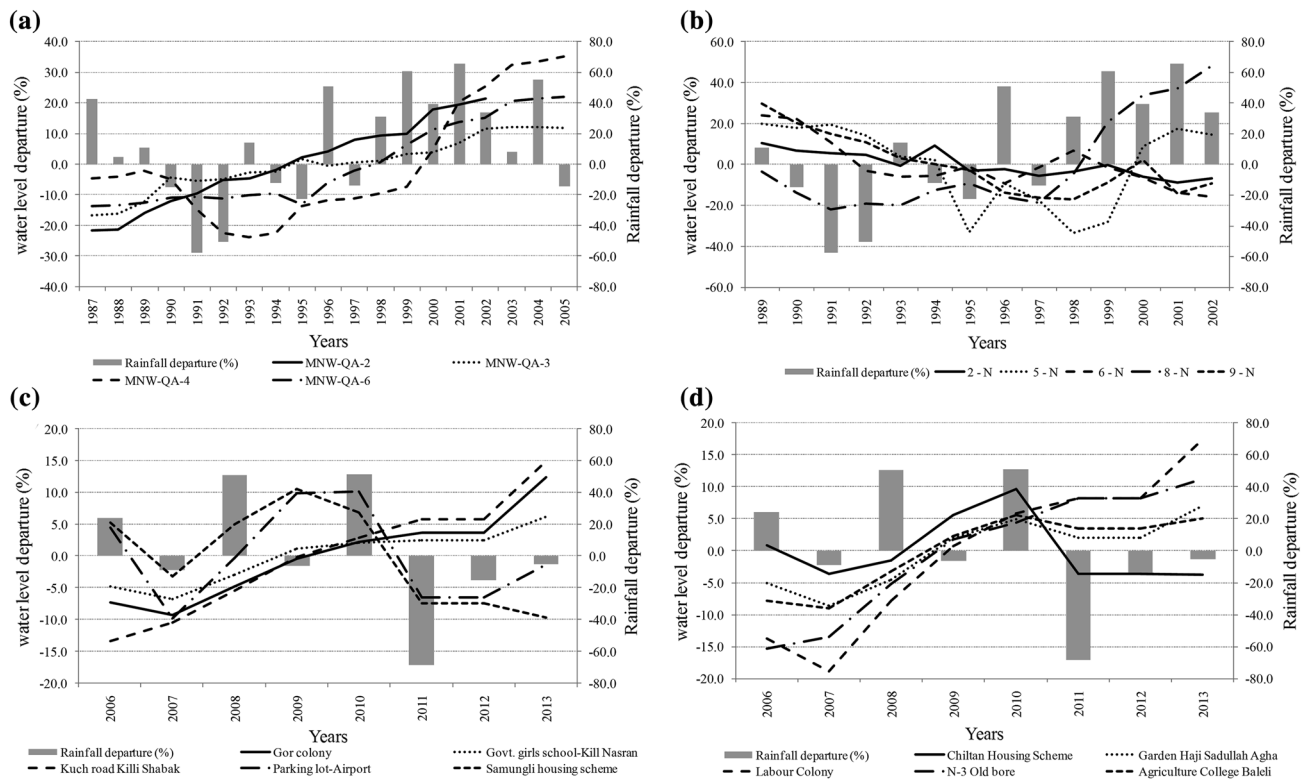 (a)
water level departure (%)
40.0
30.0
20.0
10.0
0.0
-10.0
-20.0
-30.0
-40.0
80.0
60.0
40.0
20.0
0.0
-20.0
-40.0
-60.0
-80.0
Rainfall departure (%)
1987 1988 1989 1990 1991 1992 1993 1994 1995 1996 1997 1998 1999 2000 2001 2002 2003 2004 2005
Years
Rainfall departure (%) MNW-QA-2 MNW-QA-3
MNW-QA-4 MNW-QA-6
(b)
water level departure (%)
60.0
40.0
20.0
0.0
-20.0
-40.0
-60.0
80.0
60.0
40.0
20.0
0.0
-20.0
-40.0
-60.0
-80.0
Rainfall departure (%)
1989 1990 1991 1992 1993 1994 1995 1996 1997 1998 1999 2000 2001 2002
Years
Rainfall departure (%) 2 - N 5 - N 6 - N 8 - N 9 - N
(c)
water level departure (%)
20.0
15.0
10.0
5.0
0.0
-5.0
-10.0
-15.0
-20.0
80.0
60.0
40.0
20.0
0.0
-20.0
-40.0
-60.0
-80.0
Rainfall departure (%)
2006 2007 2008 2009 2010 2011 2012 2013
Years
Rainfall departure (%) Gor colony Govt. girls school-Kill Nasran
Kuch road Killi Shabak Parking lot-Airport Samungli housing scheme
(d)
water level departure (%)
20.0
15.0
10.0
5.0
0.0
-5.0
-10.0
-15.0
-20.0
80.0
60.0
40.0
20.0
0.0
-20.0
-40.0
-60.0
-80.0
Rainfall departure (%)
2006 2007 2008 2009 2010 2011 2012 2013
Years
Rainfall departure (%) Chiltan Housing Scheme Garden Haji Sadullah Agha
Labour Colony N-3 Old bore Agriculture College Baleli